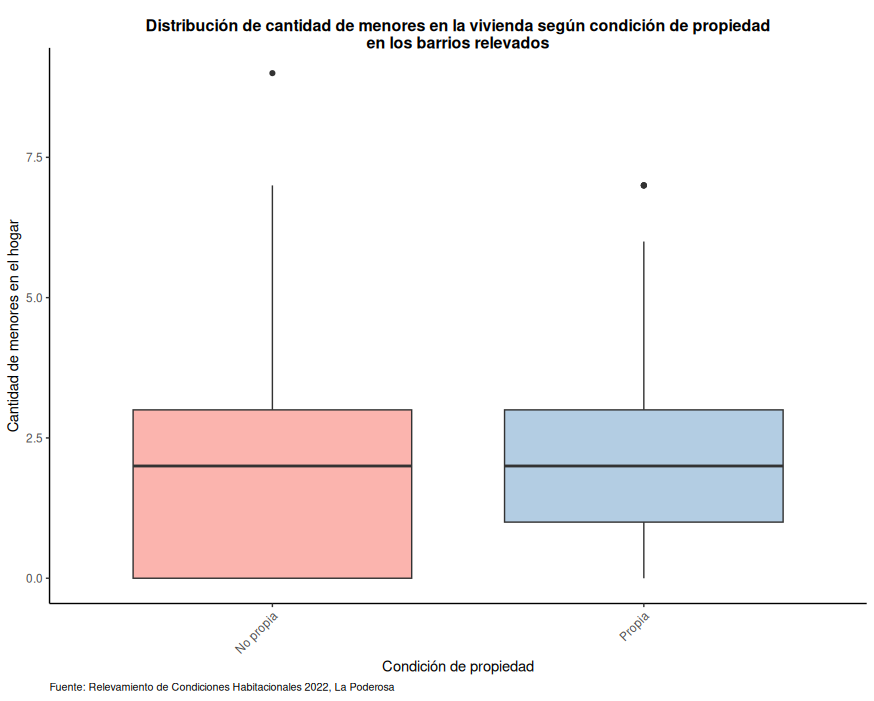 Distribución de cantidad de menores en la vivienda según condición de propiedad
en los barrios relevados
Cantidad de menores en el hogar
7.5
5.0
2.5
0.0
No propia
Propia
Condición de propiedad
Fuente: Relevamiento de Condiciones Habitacionales 2022, La Poderosa